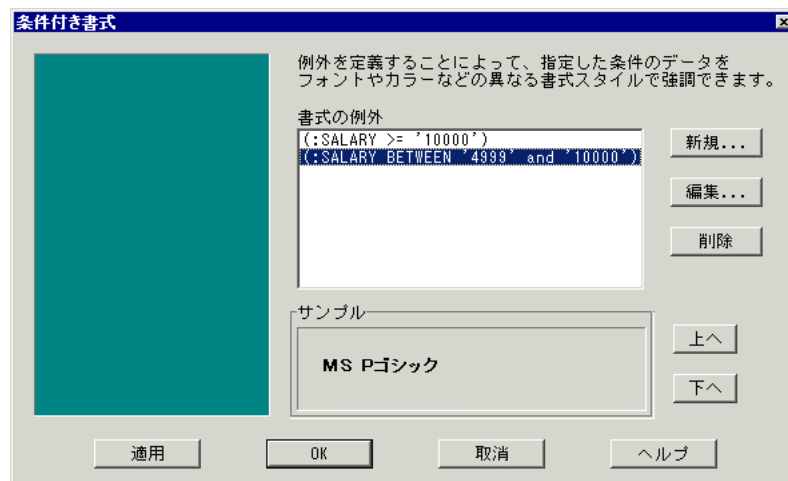 条件付き書式
例外を定義することによって、指定した条件のデータを
フォントやカラーなどの異なる書式スタイルで強調できます。
書式の例外
(:SALARY >= '10000')
(:SALARY BETWEEN '4999' and '10000')
新規...
編集...
削除
サンプル
MS Pゴシック
上へ
下へ
適用
OK
取消
ヘルプ